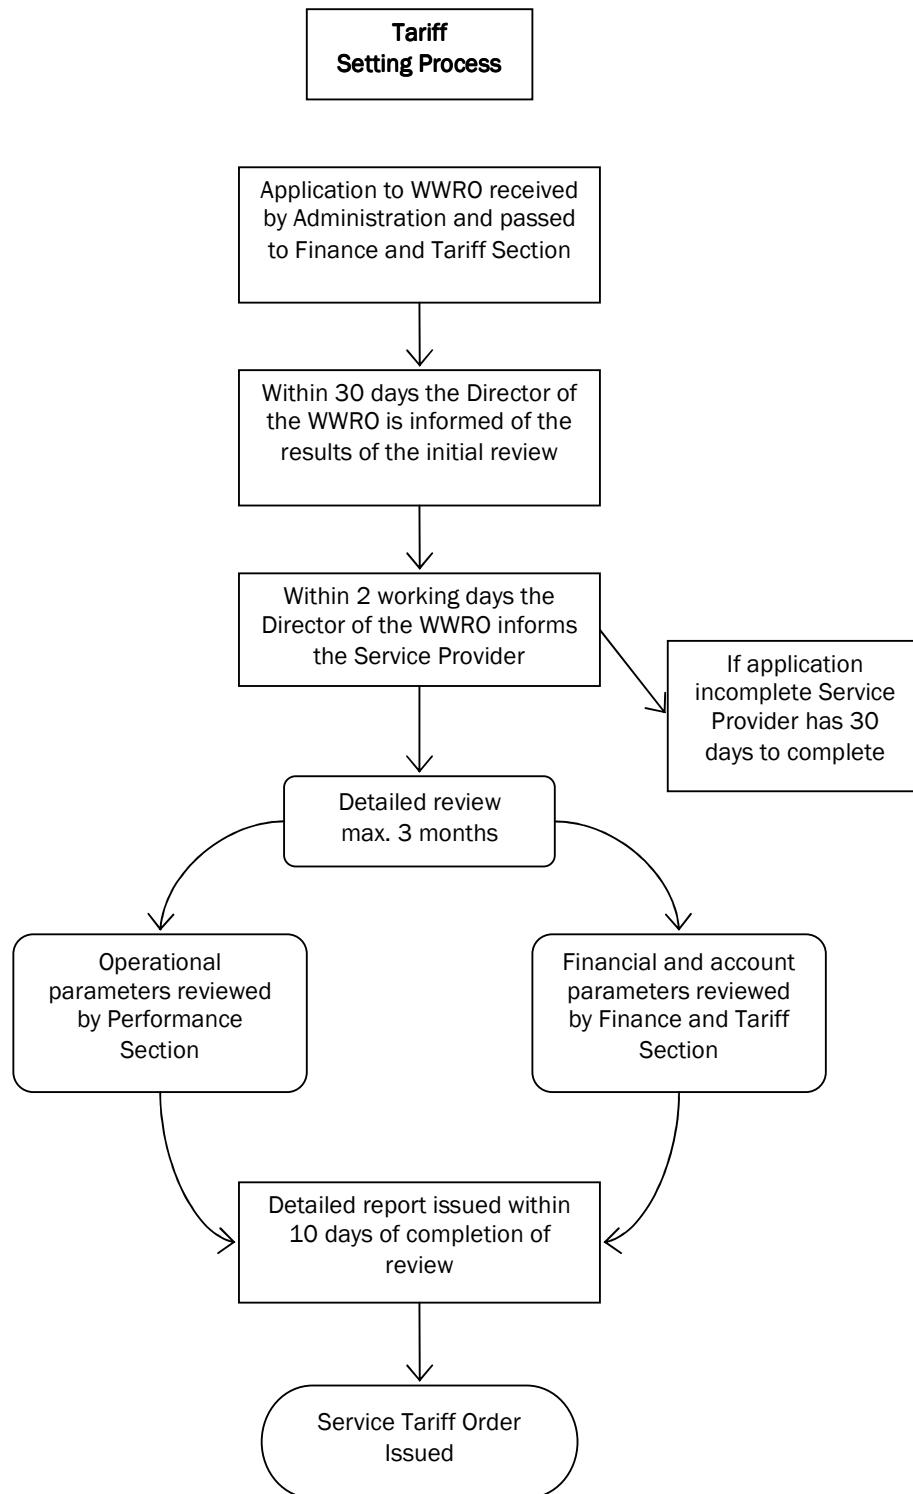 Tariff
Setting Process
Application to WWRO received
by Administration and passed
to Finance and Tariff Section
Within 30 days the Director of
the WWRO is informed of the
results of the initial review
Within 2 working days the
Director of the WWRO informs
the Service Provider
If application
incomplete Service
Provider has 30
days to complete
Detailed review
max. 3 months
Operational
parameters reviewed
by Performance
Section
Financial and account
parameters reviewed
by Finance and Tariff
Section
Detailed report issued within
10 days of completion of
review
Service Tariff Order
Issued